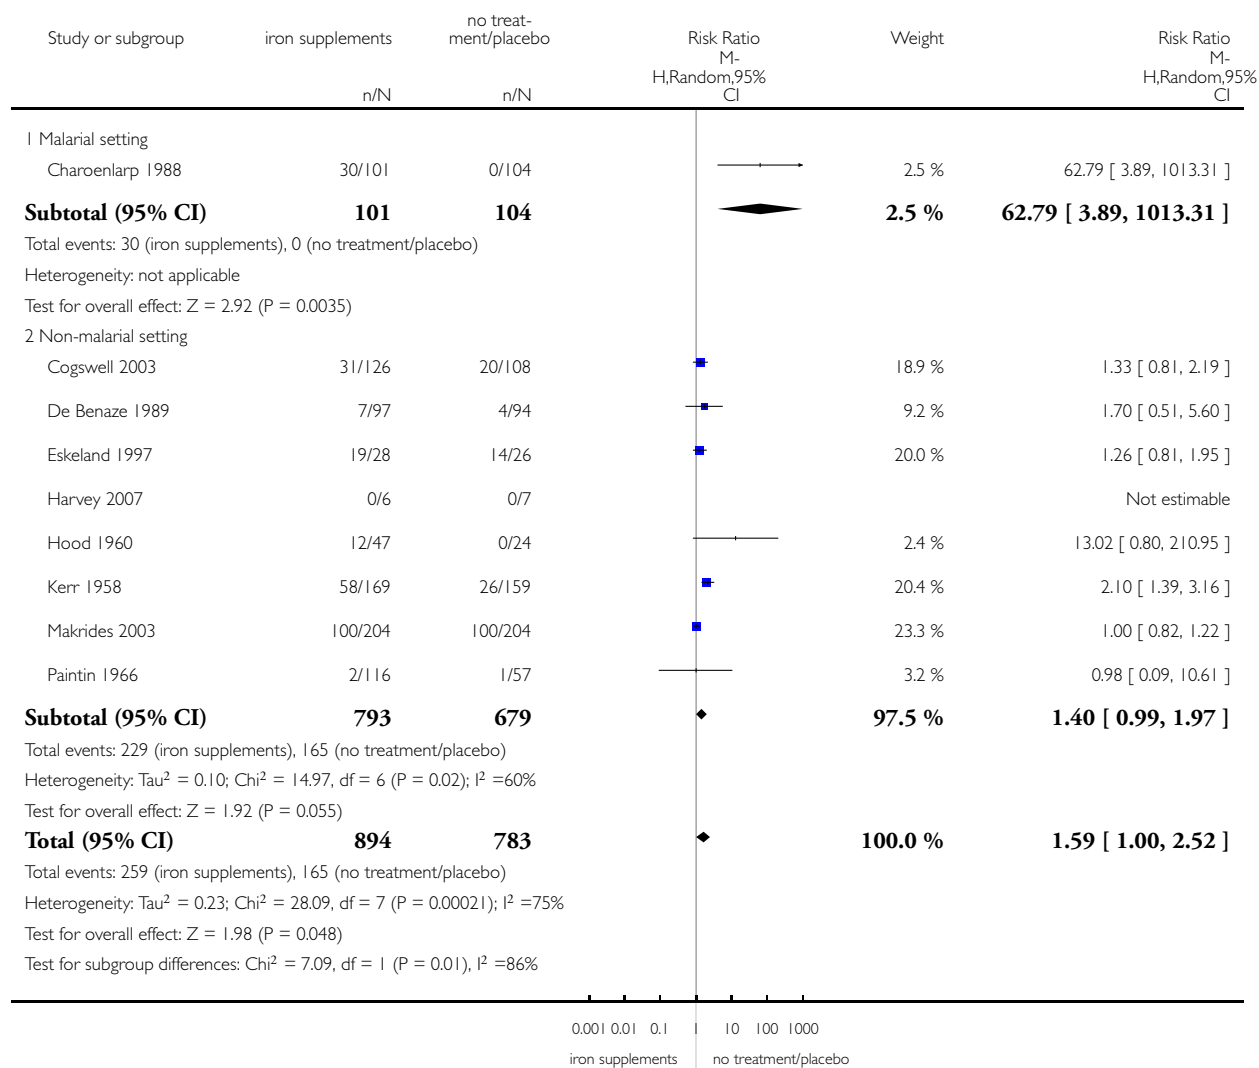 Study or subgroup iron supplements no treat-
ment/placebo Risk Ratio Weight Risk Ratio
n/N n/N M-
H,Random,95%
CI M-
H,Random,95%
CI
1 Malarial setting
Charoenlarp 1988 30/101 0/104 2.5 % 62.79 [ 3.89, 1013.31 ]
Subtotal (95% CI) 101 104 2.5 % 62.79 [ 3.89, 1013.31 ]
Total events: 30 (iron supplements), 0 (no treatment/placebo)
Heterogeneity: not applicable
Test for overall effect: Z = 2.92 (P = 0.0035)
2 Non-malarial setting
Cogswell 2003 31/126 20/108 18.9 % 1.33 [ 0.81, 2.19 ]
De Benaze 1989 7/97 4/94 9.2 % 1.70 [ 0.51, 5.60 ]
Eskeland 1997 19/28 14/26 20.0 % 1.26 [ 0.81, 1.95 ]
Harvey 2007 0/6 0/7 Not estimable
Hood 1960 12/47 0/24 2.4 % 13.02 [ 0.80, 210.95 ]
Kerr 1958 58/169 26/159 20.4 % 2.10 [ 1.39, 3.16 ]
Makrides 2003 100/204 100/204 23.3 % 1.00 [ 0.82, 1.22 ]
Paintin 1966 2/116 1/57 3.2 % 0.98 [ 0.09, 10.61 ]
Subtotal (95% CI) 793 679 97.5 % 1.40 [ 0.99, 1.97 ]
Total events: 229 (iron supplements), 165 (no treatment/placebo)
Heterogeneity: Tau² = 0.10; Chi² = 14.97, df = 6 (P = 0.02); I² =60%
Test for overall effect: Z = 1.92 (P = 0.055)
Total (95% CI) 894 783 100.0 % 1.59 [ 1.00, 2.52 ]
Total events: 259 (iron supplements), 165 (no treatment/placebo)
Heterogeneity: Tau² = 0.23; Chi² = 28.09, df = 7 (P = 0.00021); I² =75%
Test for overall effect: Z = 1.98 (P = 0.048)
Test for subgroup differences: Chi² = 7.09, df = 1 (P = 0.01), I² =86%
0.001 0.01 0.1 1 10 100 1000
iron supplements no treatment/placebo